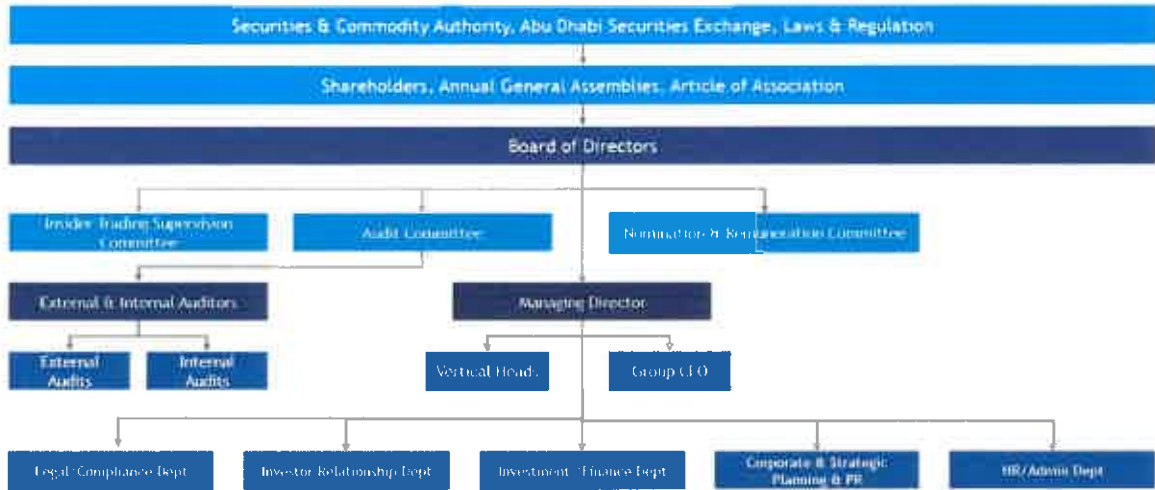 Securities & Commodity Authority, Abu Dhabi Securities Exchange, Laws & Regulation
Shareholders, Annual General Assemblies, Article of Association
Board of Directors
Insider Trading Supervision
Committee
Audit Committee
Nomination & Remuneration Committee
External & Internal Auditors
Managing Director
External
Audits
Internal
Audits
Vertical Heads
Group CFO
Legal Compliance Dept
Investor Relationship Dept
Investment Finance Dept
Corporate & Strategic
Planning & PR
HR/Admin Dept